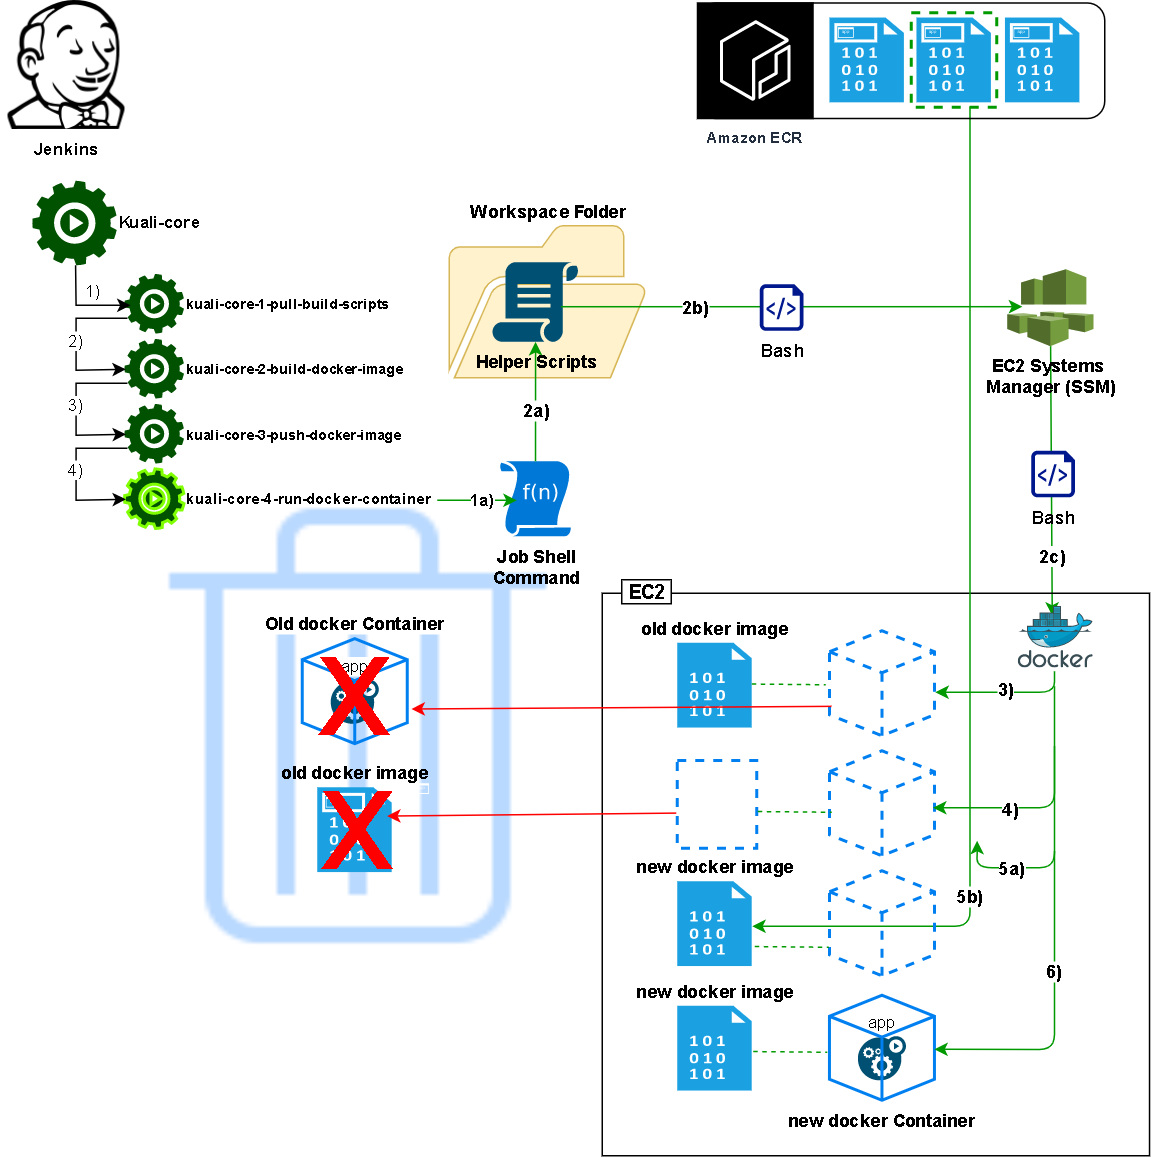 Jenkins
Kuali-core
1)
kuali-core-1-pull-build-scripts
2)
kuali-core-2-build-docker-image
3)
kuali-core-3-push-docker-image
4)
kuali-core-4-run-docker-container
1a)
f(n)
Job Shell
Command
2a)
Workspace Folder
Helper Scripts
2b)
</>
Bash
EC2 Systems
Manager (SSM)
</>
Bash
2c)
Amazon ECR
101
010
101
101
010
101
101
010
101
EC2
docker
old docker image
101
010
101
3)
4)
5a)
5b)
new docker image
101
010
101
6)
new docker image
101
010
101
app
new docker Container
Old docker Container
app
X
old docker image
X